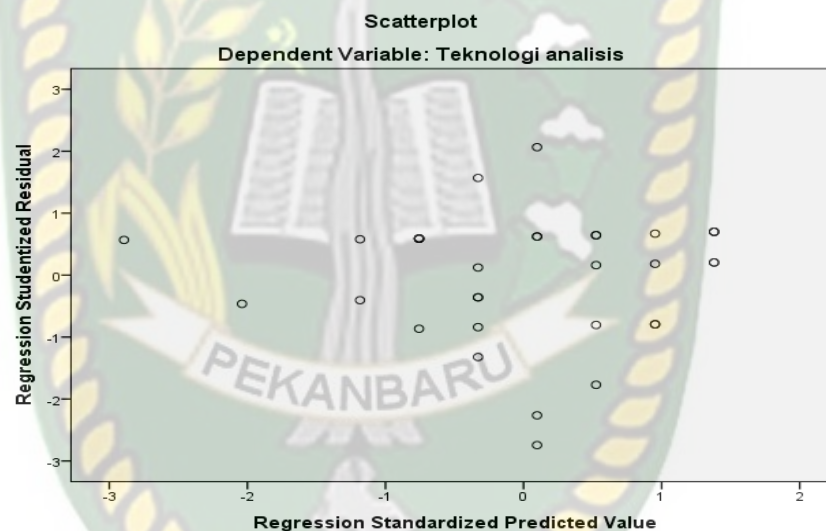 Scatterplot
Dependent Variable: Teknologi analisis
Regression Studentized Residual
3
2
1
0
-1
-2
-3
PEKANBARU
-3
-2
-1
0
1
2
Regression Standardized Predicted Value